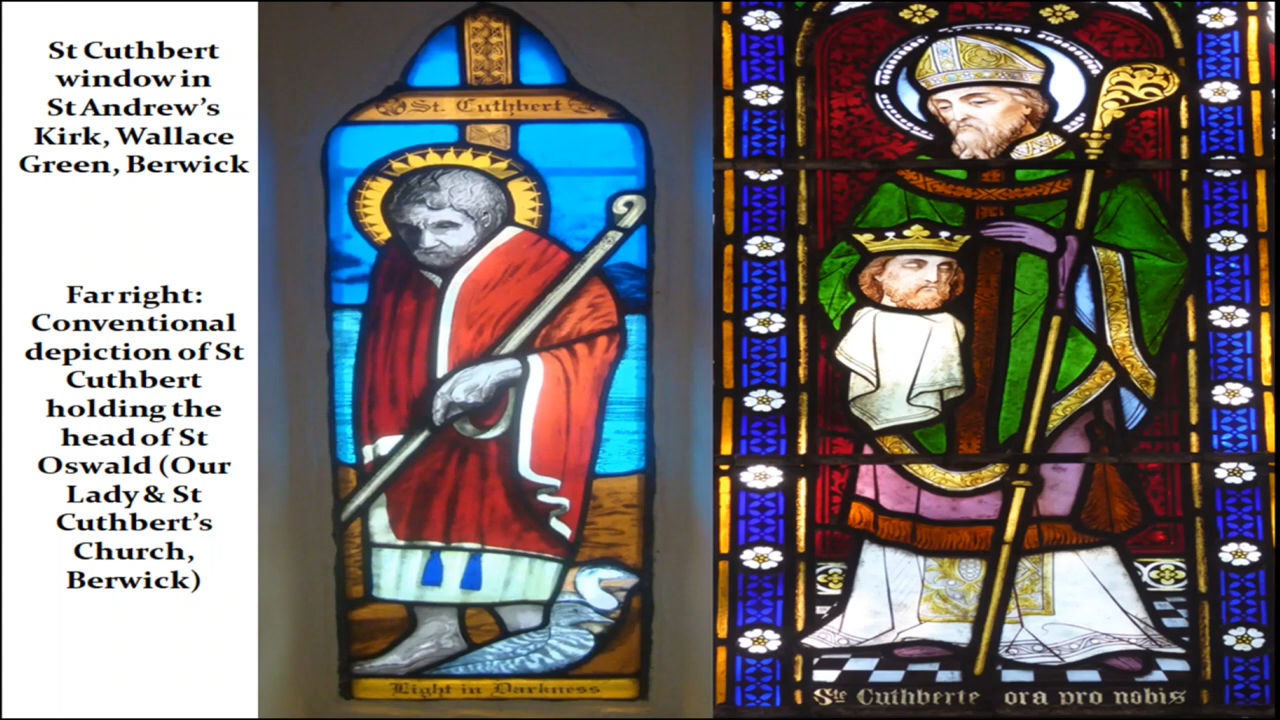 St Cuthbert
window in
St Andrew's
Kirk, Wallace
Green, Berwick
Far right:
Conventional
depiction of St
Cuthbert
holding the
head of St
Oswald (Our
Lady & St
Cuthbert's
Church,
Berwick)
St. Cuthbert
Light in Darkness
Ste Cuthberte ora pro nobis